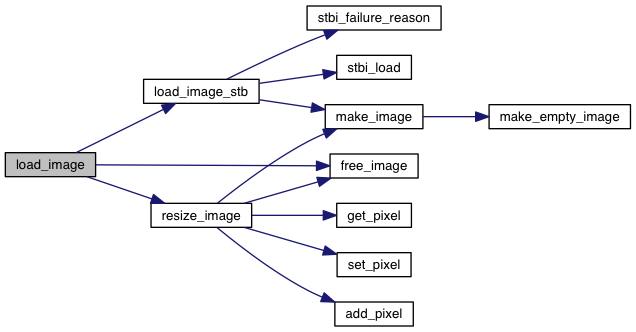 stbi_failure_reason
stbi_load
load_image_stb
make_image
make_empty_image
load_image
free_image
resize_image
get_pixel
set_pixel
add_pixel